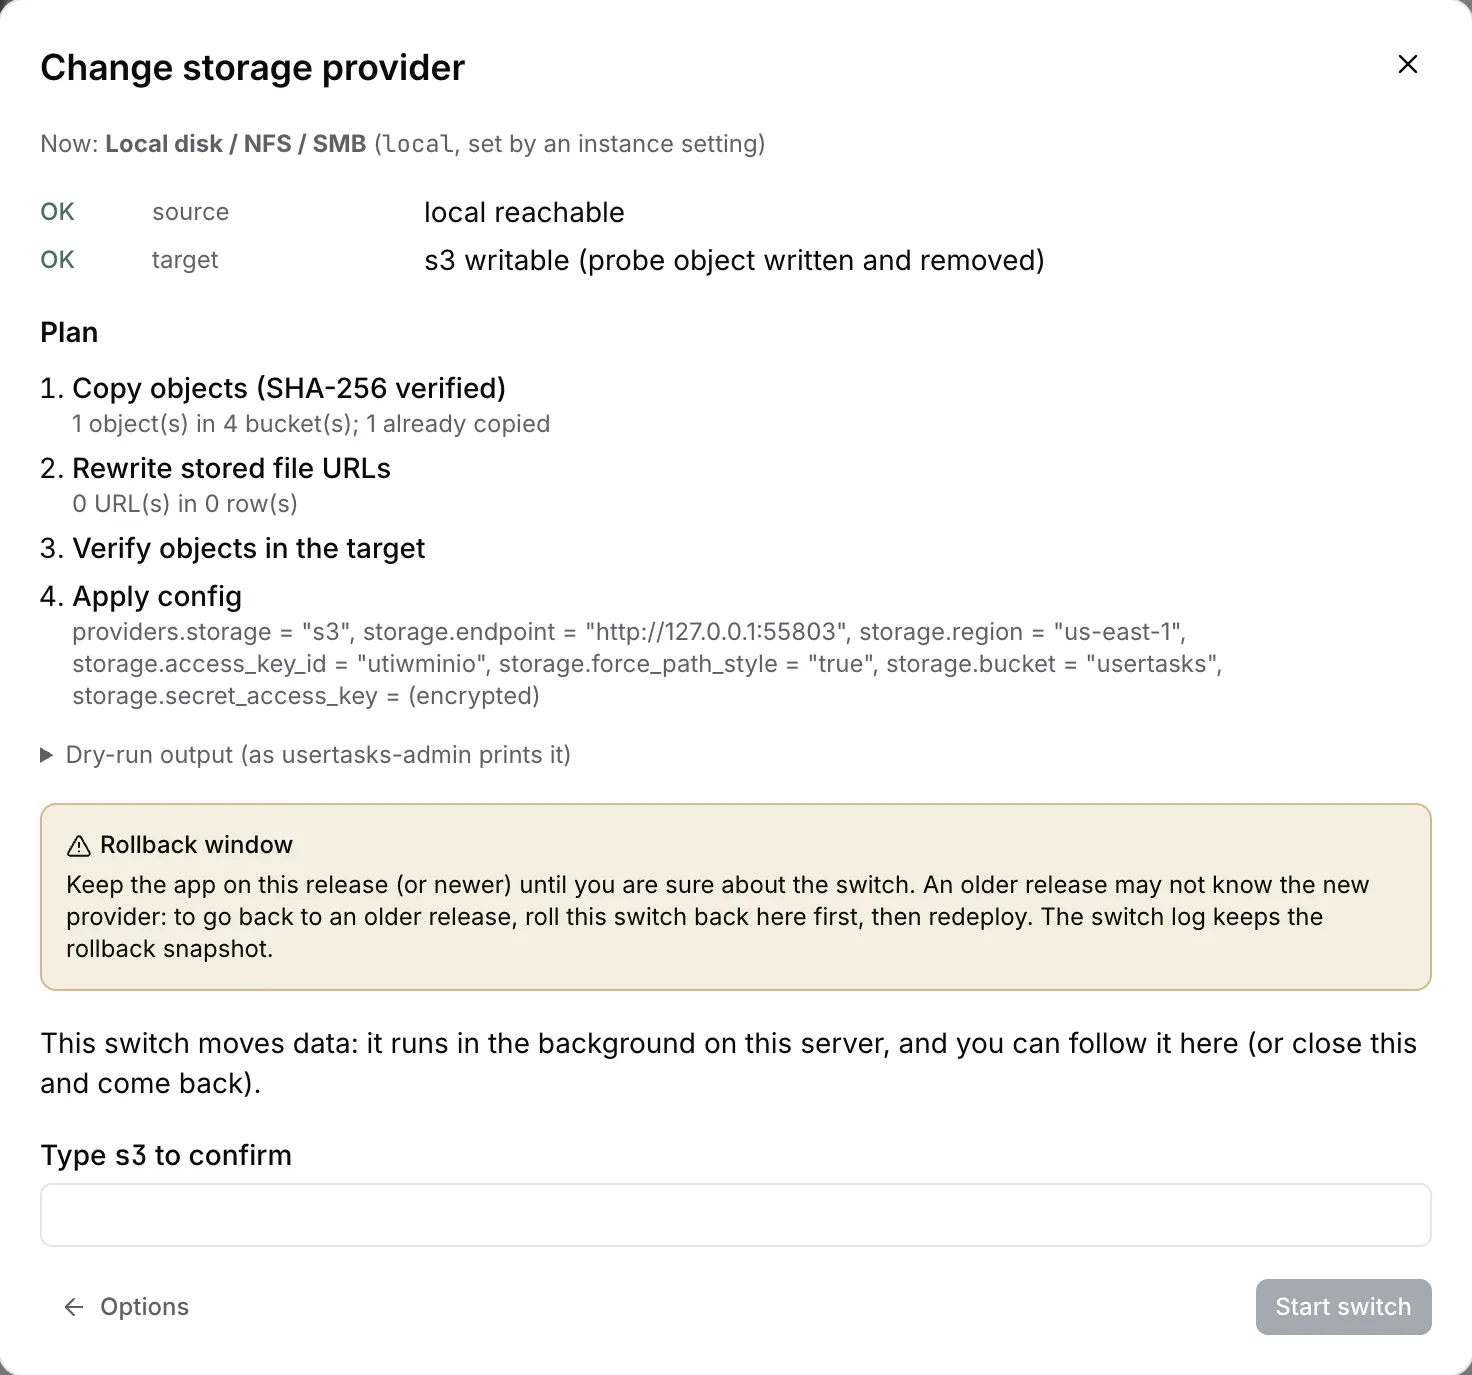 Change storage provider
Now: Local disk / NFS / SMB (local, set by an instance setting)
OK source local reachable
OK target s3 writable (probe object written and removed)
Plan
1. Copy objects (SHA-256 verified)
1 object(s) in 4 bucket(s); 1 already copied
2. Rewrite stored file URLs
0 URL(s) in 0 row(s)
3. Verify objects in the target
4. Apply config
providers.storage = "s3", storage.endpoint = "http://127.0.0.1:55803", storage.region = "us-east-1",
storage.access_key_id = "utiwminio", storage.force_path_style = "true", storage.bucket = "usertasks",
storage.secret_access_key = (encrypted)
Dry-run output (as usertasks-admin prints it)
Rollback window
Keep the app on this release (or newer) until you are sure about the switch. An older release may not know the new
provider: to go back to an older release, roll this switch back here first, then redeploy. The switch log keeps the
rollback snapshot.
This switch moves data: it runs in the background on this server, and you can follow it here (or close this
and come back).
Type s3 to confirm
Options
Start switch